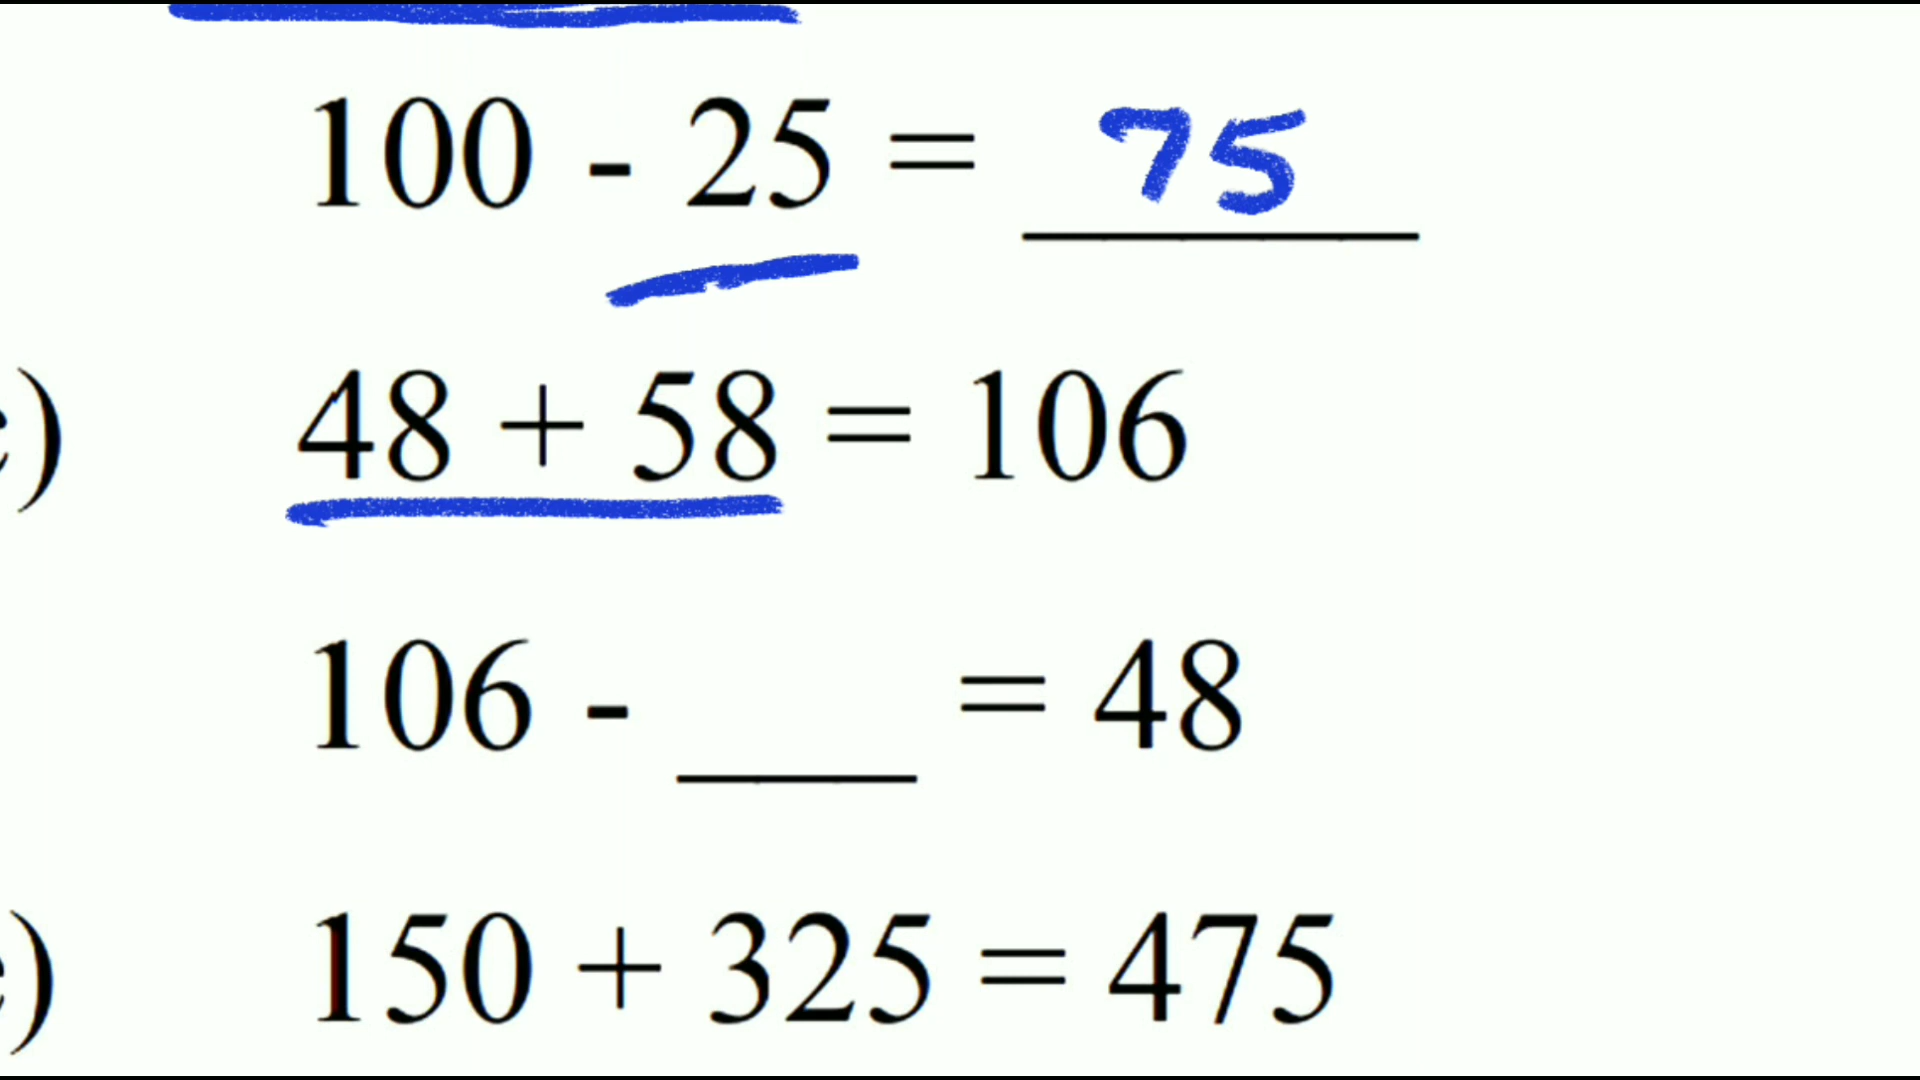 100 - 25 = 75
c) 48 + 58 = 106
106 - ___ = 48
e) 150 + 325 = 475